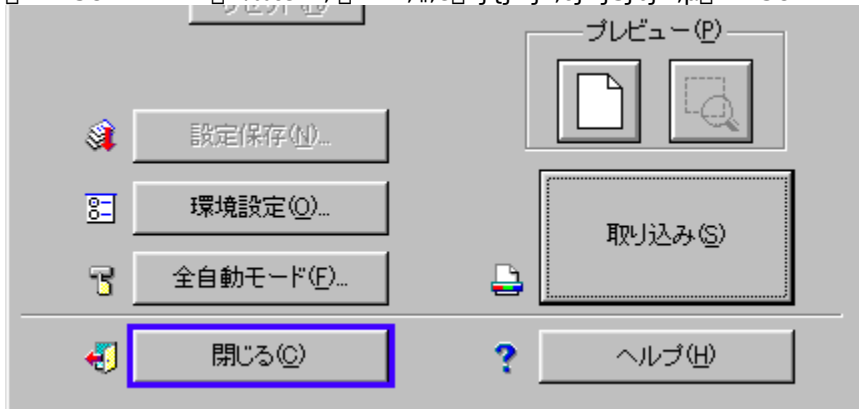 プレビュー(P)
設定保存(N)...
環境設定(O)...
取り込み(S)
全自動モード(F)...
閉じる(C)
ヘルプ(H)